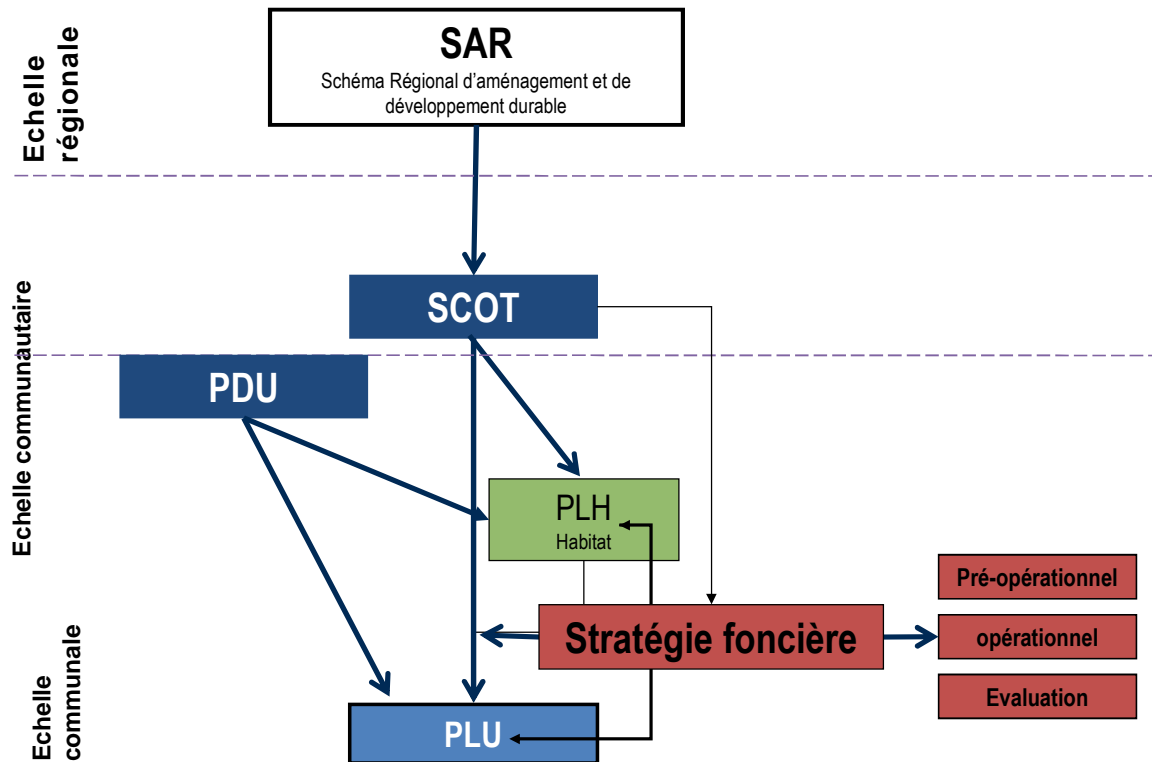 Echelle
régionale
SAR
Schéma Régional d’aménagement et de
développement durable
Echelle communautaire
SCOT
PDU
PLH
Habitat
Stratégie foncière
Pré-opérationnel
opérationnel
Evaluation
Echelle
communale
PLU